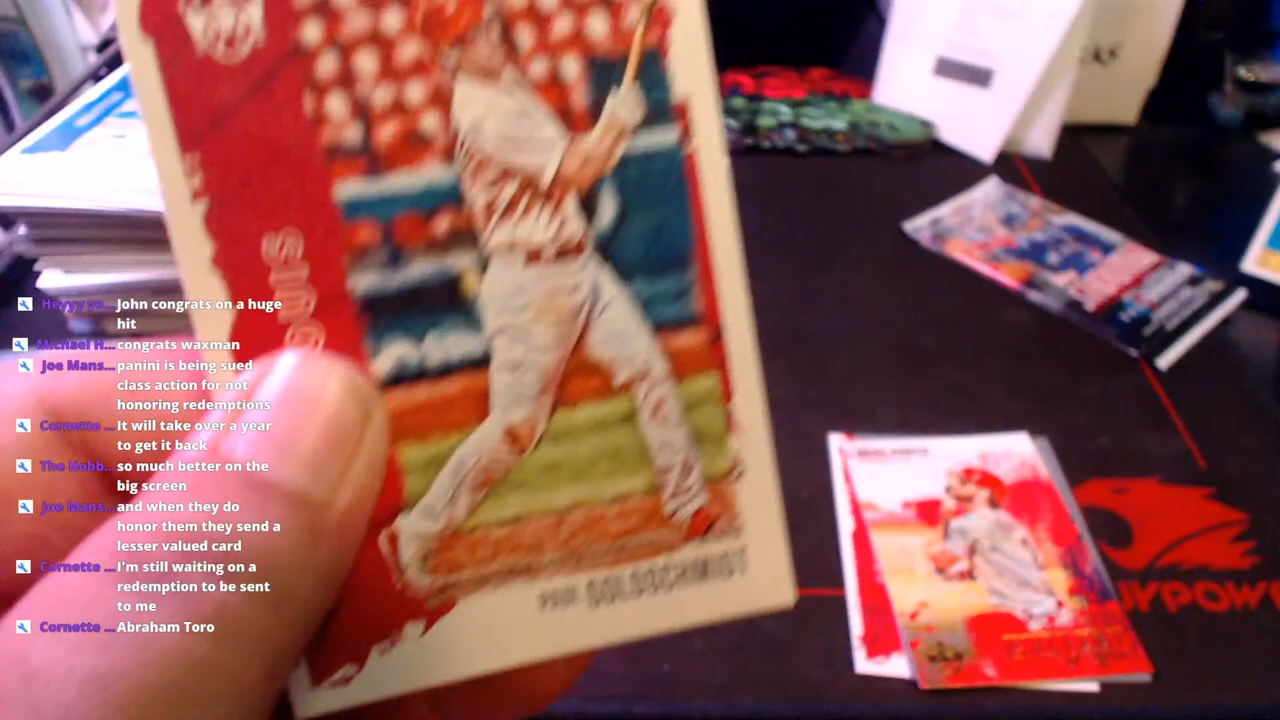 Heyyy yo... John congrats on a huge
hit
Michael H... congrats waxman
Joe Mans... panini is being sued
class action for not
honoring redemptions
Cornette ... It will take over a year
to get it back
The Hobb... so much better on the
big screen
Joe Mans... and when they do
honor them they send a
lesser valued card
Cornette ... I'm still waiting on a
redemption to be sent
to me
Cornette ... Abraham Toro
PAUL GOLDSCHMIDT